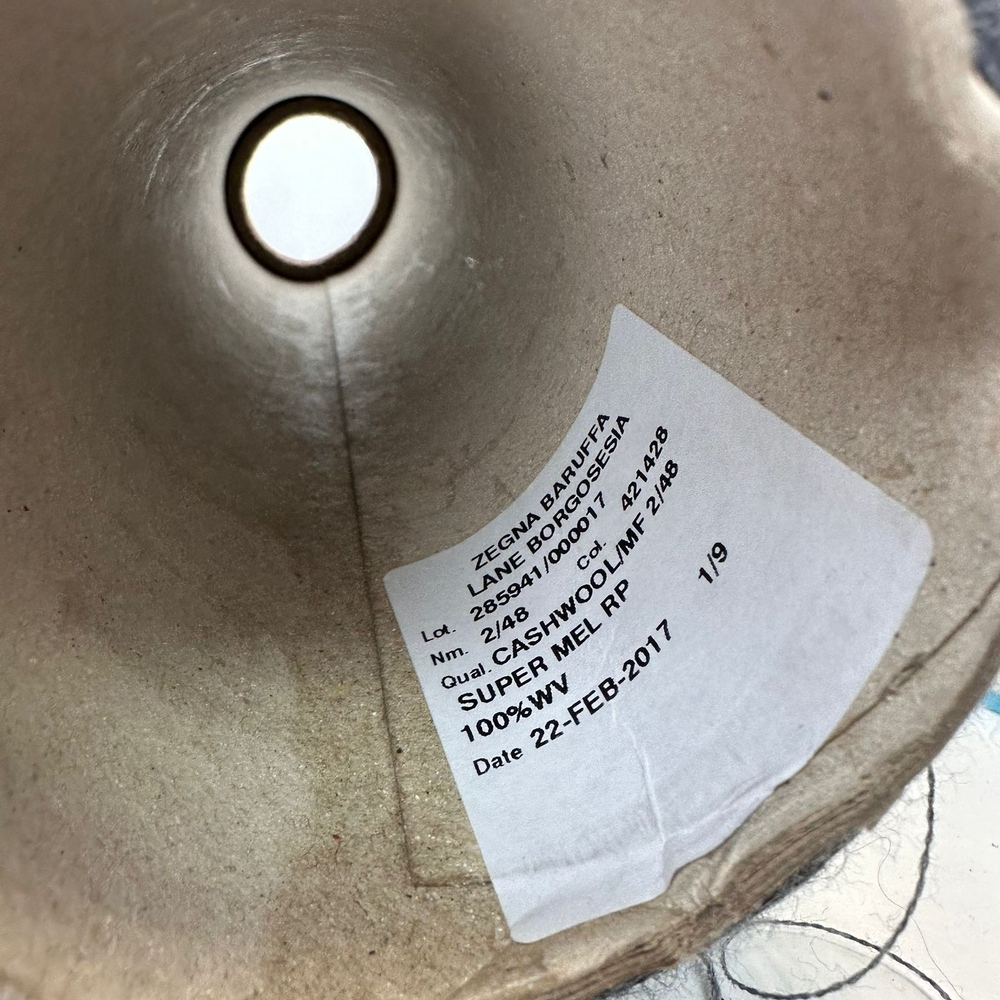 ZEGNA BARUFFA
LANE BORGOSESIA
Lot. 285941/000017
Nm. 2/48 Col. 421428
Qual. CASHWOOL/MF 2/48
SUPER MEL RP
100%WV 1/9
Date 22-FEB-2017